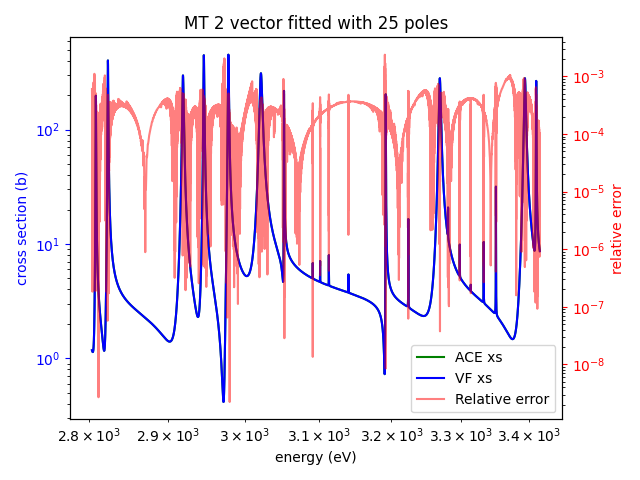 MT 2 vector fitted with 25 poles
cross section (b)
10²
10¹
10⁰
10⁻³
10⁻⁴
10⁻⁵
10⁻⁶
10⁻⁷
10⁻⁸
relative error
ACE xs
VF xs
Relative error
2.8 × 10³ 2.9 × 10³ 3 × 10³ 3.1 × 10³ 3.2 × 10³ 3.3 × 10³ 3.4 × 10³
energy (eV)